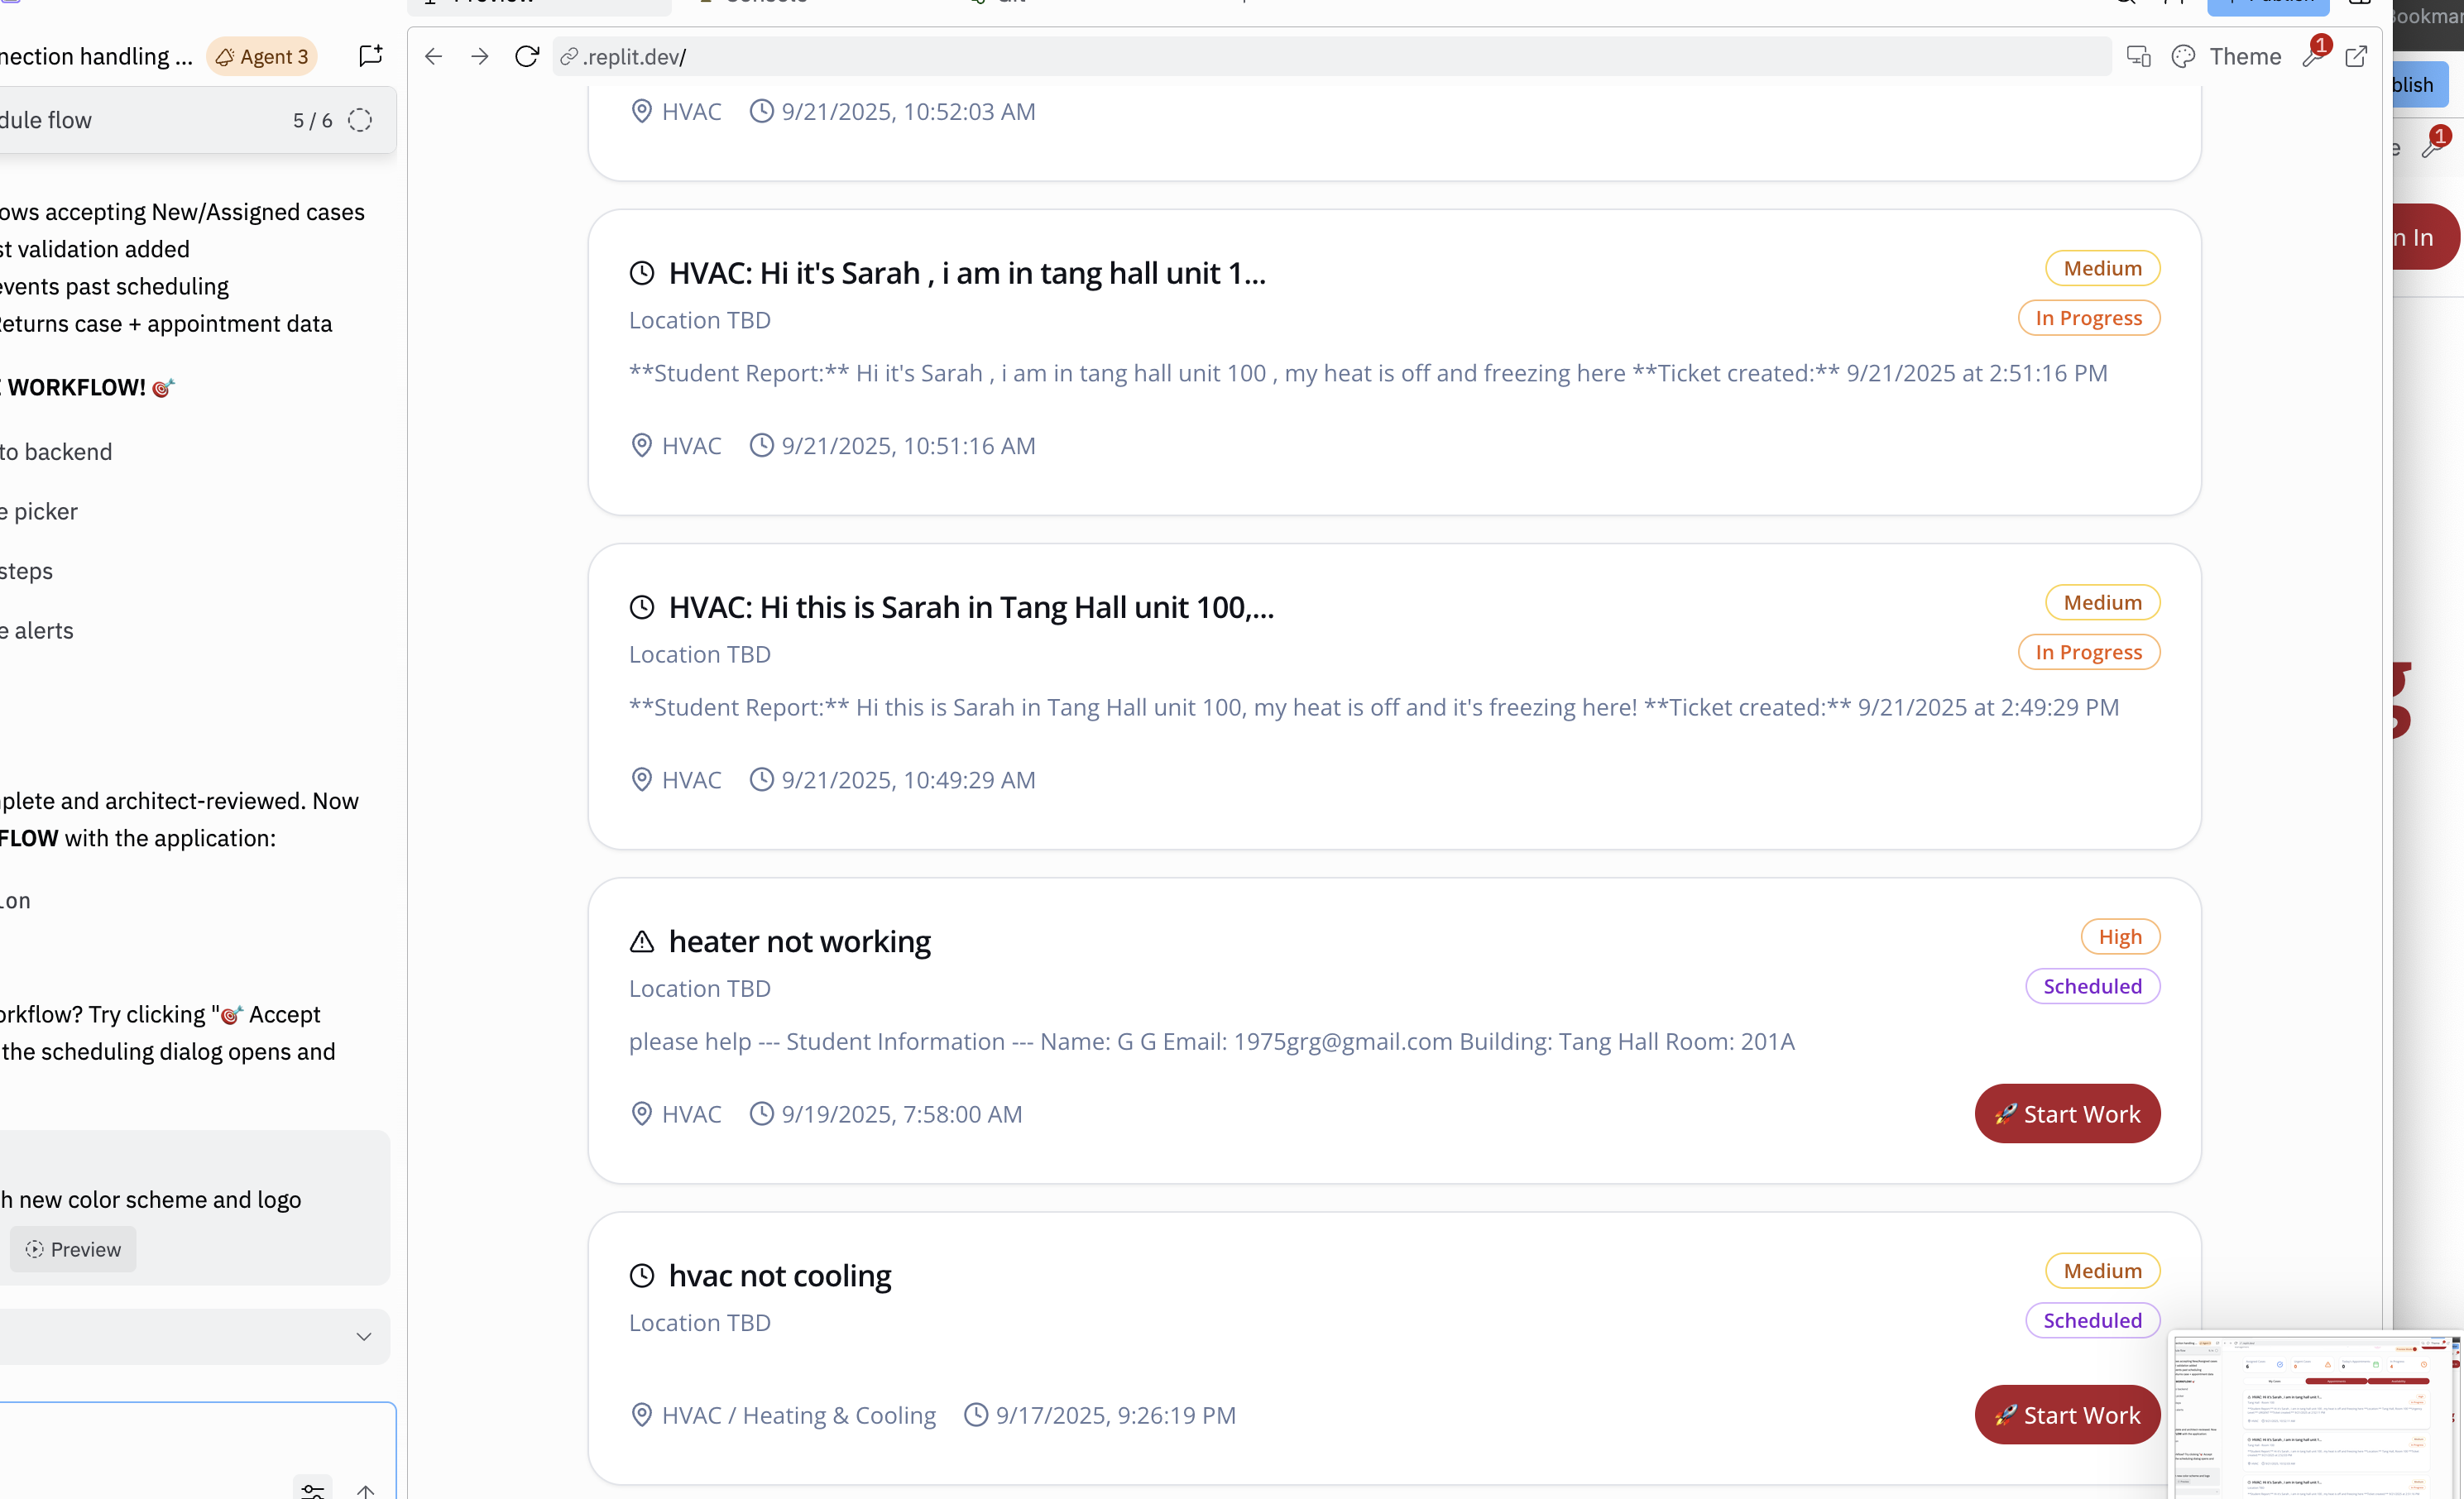 nection handling ...
Agent 3
dule flow
5 / 6
ows accepting New/Assigned cases
st validation added
events past scheduling
Returns case + appointment data
WORKFLOW! 🎯
to backend
e picker
steps
e alerts
nplete and architect-reviewed. Now
FLOW with the application:
ion
orkflow? Try clicking "🎯 Accept
the scheduling dialog opens and
h new color scheme and logo
Preview
.replit.dev/
Theme
1
HVAC 9/21/2025, 10:52:03 AM
HVAC: Hi it's Sarah , i am in tang hall unit 1...
Medium
Location TBD
In Progress
**Student Report:** Hi it's Sarah , i am in tang hall unit 100 , my heat is off and freezing here **Ticket created:** 9/21/2025 at 2:51:16 PM
HVAC 9/21/2025, 10:51:16 AM
HVAC: Hi this is Sarah in Tang Hall unit 100,...
Medium
Location TBD
In Progress
**Student Report:** Hi this is Sarah in Tang Hall unit 100, my heat is off and it's freezing here! **Ticket created:** 9/21/2025 at 2:49:29 PM
HVAC 9/21/2025, 10:49:29 AM
heater not working
High
Location TBD
Scheduled
please help --- Student Information --- Name: G G Email: 1975grg@gmail.com Building: Tang Hall Room: 201A
HVAC 9/19/2025, 7:58:00 AM
🚀 Start Work
hvac not cooling
Medium
Location TBD
Scheduled
HVAC / Heating & Cooling 9/17/2025, 9:26:19 PM
🚀 Start Work
Bookmar
blish
e
1
n In
g